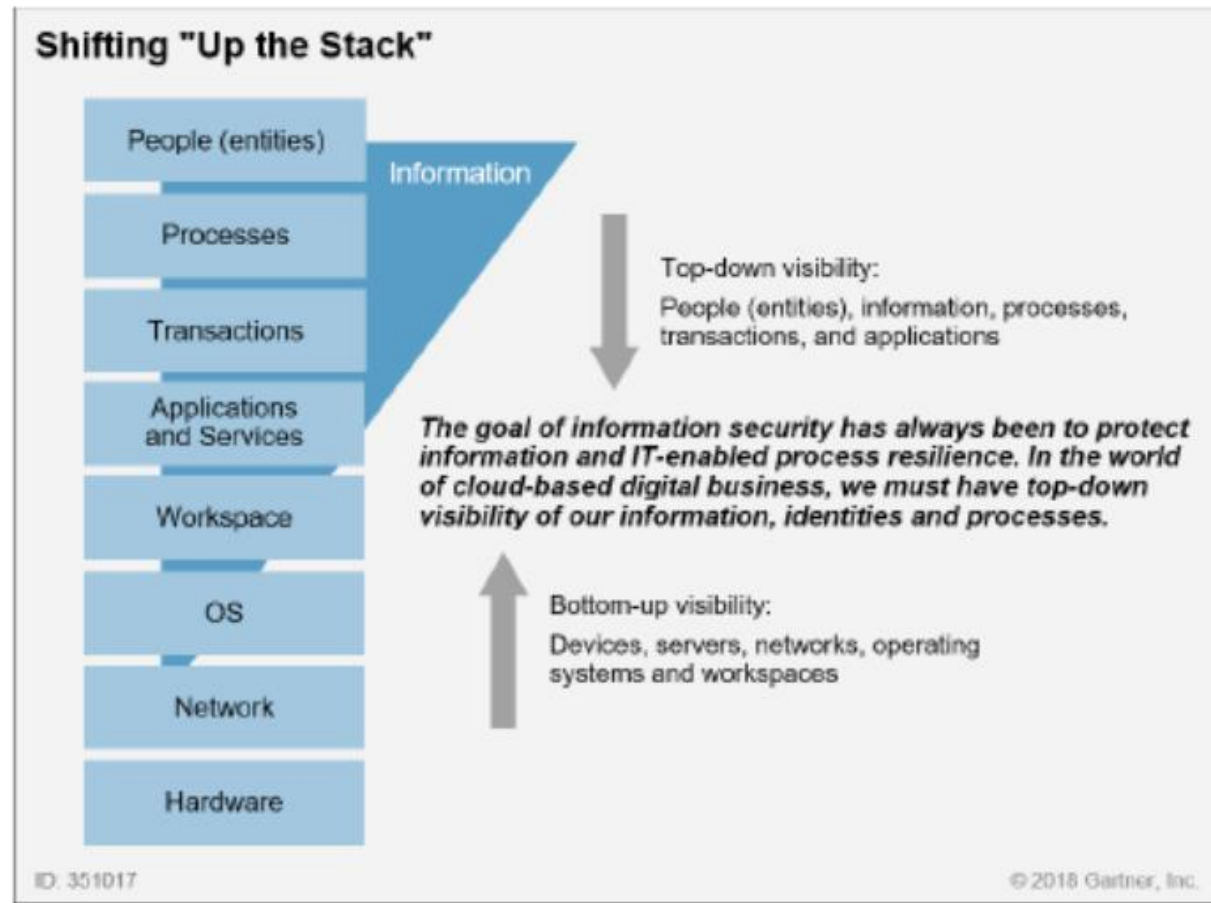 Shifting "Up the Stack"
People (entities)
Information
Processes
Transactions
Applications
and Services
Workspace
OS
Network
Hardware
Top-down visibility:
People (entities), information, processes,
transactions, and applications
The goal of information security has always been to protect
information and IT-enabled process resilience. In the world
of cloud-based digital business, we must have top-down
visibility of our information, identities and processes.
Bottom-up visibility:
Devices, servers, networks, operating
systems and workspaces
ID: 351017
© 2018 Gartner, Inc.